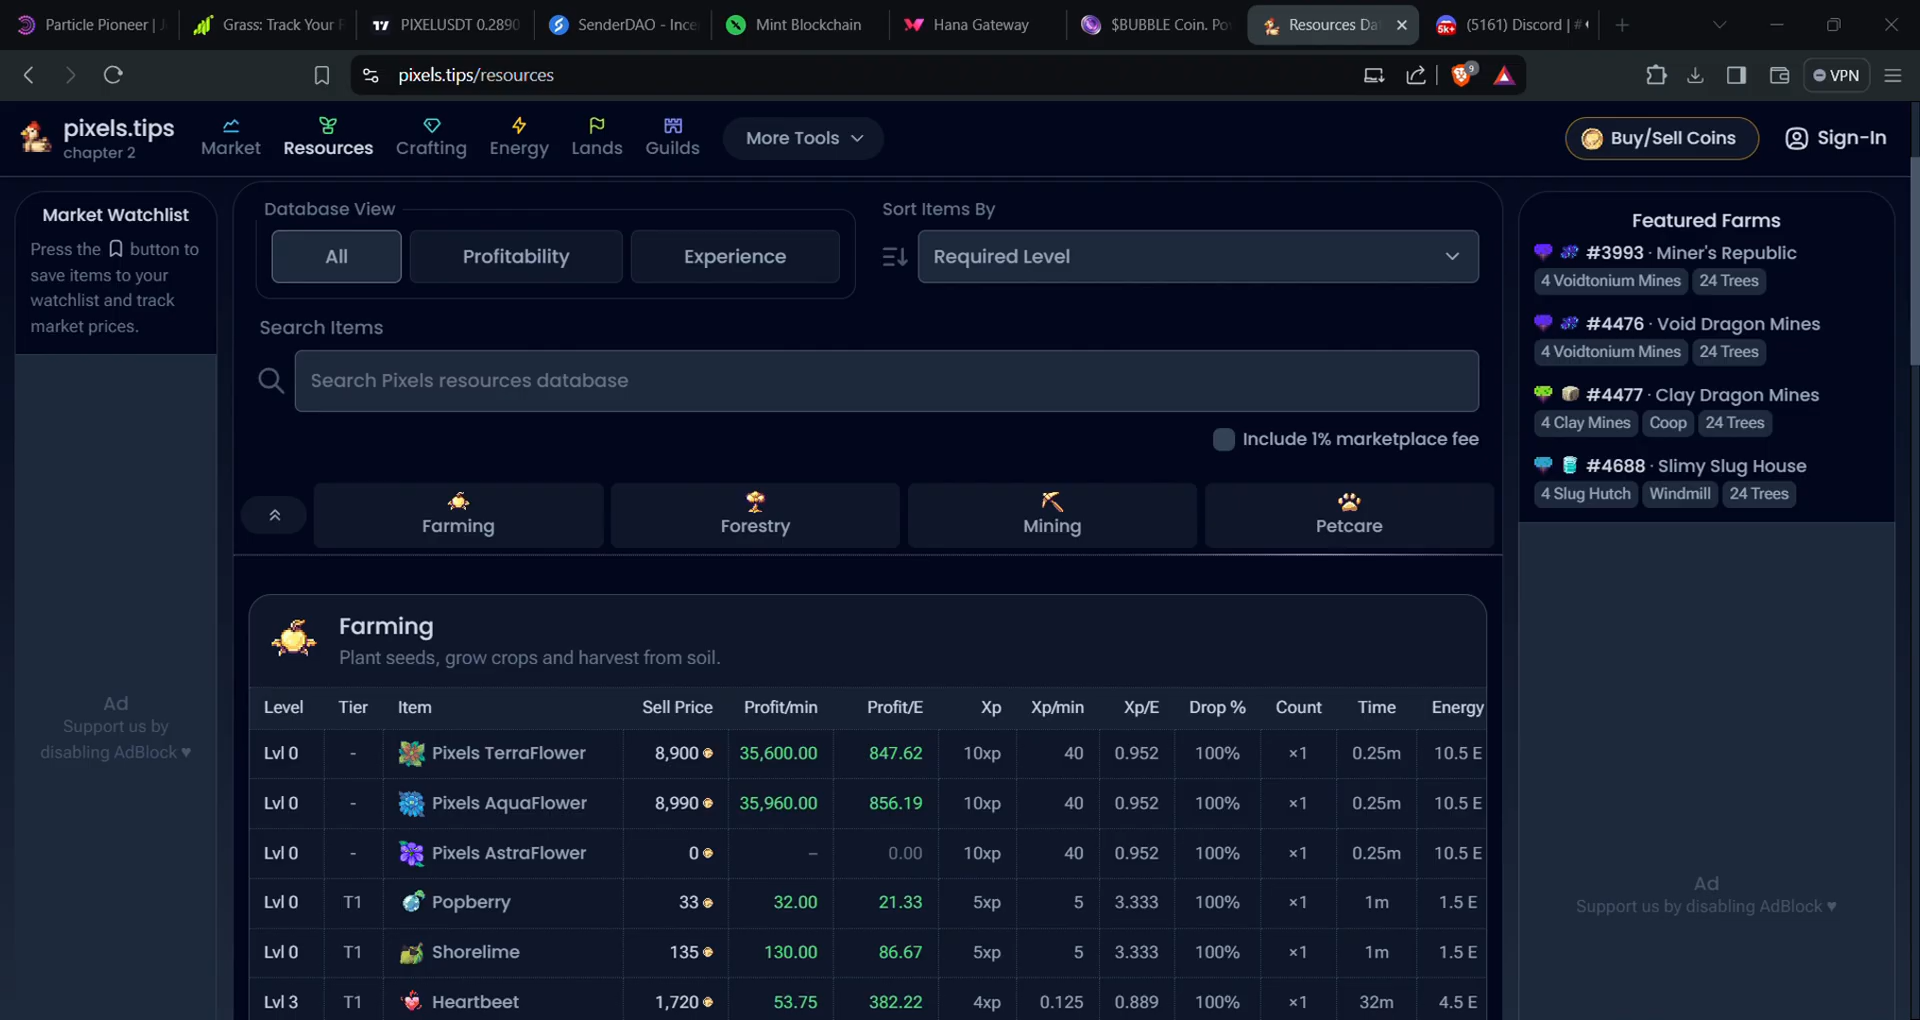 Particle Pioneer | J
Grass: Track Your R
PIXELUSDT 0.2890
SenderDAO - Ince
Mint Blockchain
Hana Gateway
$BUBBLE Coin. Po
Resources Da
(5161) Discord | #
pixels.tips/resources
9
VPN
pixels.tips
chapter 2
Market
Resources
Crafting
Energy
Lands
Guilds
More Tools
Buy/Sell Coins
Sign-In
Market Watchlist
Press the button to
save items to your
watchlist and track
market prices.
Ad
Support us by
disabling AdBlock ♥
Database View
All
Profitability
Experience
Sort Items By
Required Level
Search Items
Search Pixels resources database
Include 1% marketplace fee
Farming
Forestry
Mining
Petcare
Farming
Plant seeds, grow crops and harvest from soil.
Level Tier Item Sell Price Profit/min Profit/E Xp Xp/min Xp/E Drop % Count Time Energy
Lvl 0 - Pixels TerraFlower 8,900 35,600.00 847.62 10xp 40 0.952 100% ×1 0.25m 10.5 E
Lvl 0 - Pixels AquaFlower 8,990 35,960.00 856.19 10xp 40 0.952 100% ×1 0.25m 10.5 E
Lvl 0 - Pixels AstraFlower 0 – 0.00 10xp 40 0.952 100% ×1 0.25m 10.5 E
Lvl 0 T1 Popberry 33 32.00 21.33 5xp 5 3.333 100% ×1 1m 1.5 E
Lvl 0 T1 Shorelime 135 130.00 86.67 5xp 5 3.333 100% ×1 1m 1.5 E
Lvl 3 T1 Heartbeet 1,720 53.75 382.22 4xp 0.125 0.889 100% ×1 32m 4.5 E
Featured Farms
#3993 · Miner's Republic
4 Voidtonium Mines 24 Trees
#4476 · Void Dragon Mines
4 Voidtonium Mines 24 Trees
#4477 · Clay Dragon Mines
4 Clay Mines Coop 24 Trees
#4688 · Slimy Slug House
4 Slug Hutch Windmill 24 Trees
Ad
Support us by disabling AdBlock ♥